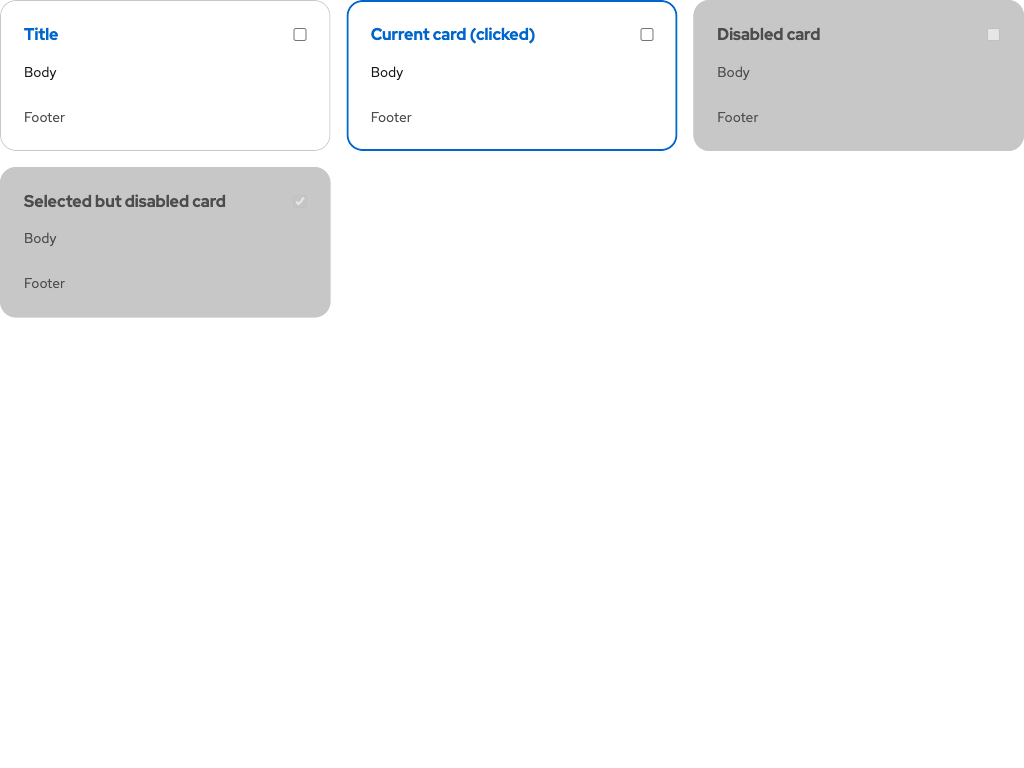 Title
Body
Footer
Current card (clicked)
Body
Footer
Disabled card
Body
Footer
Selected but disabled card
Body
Footer